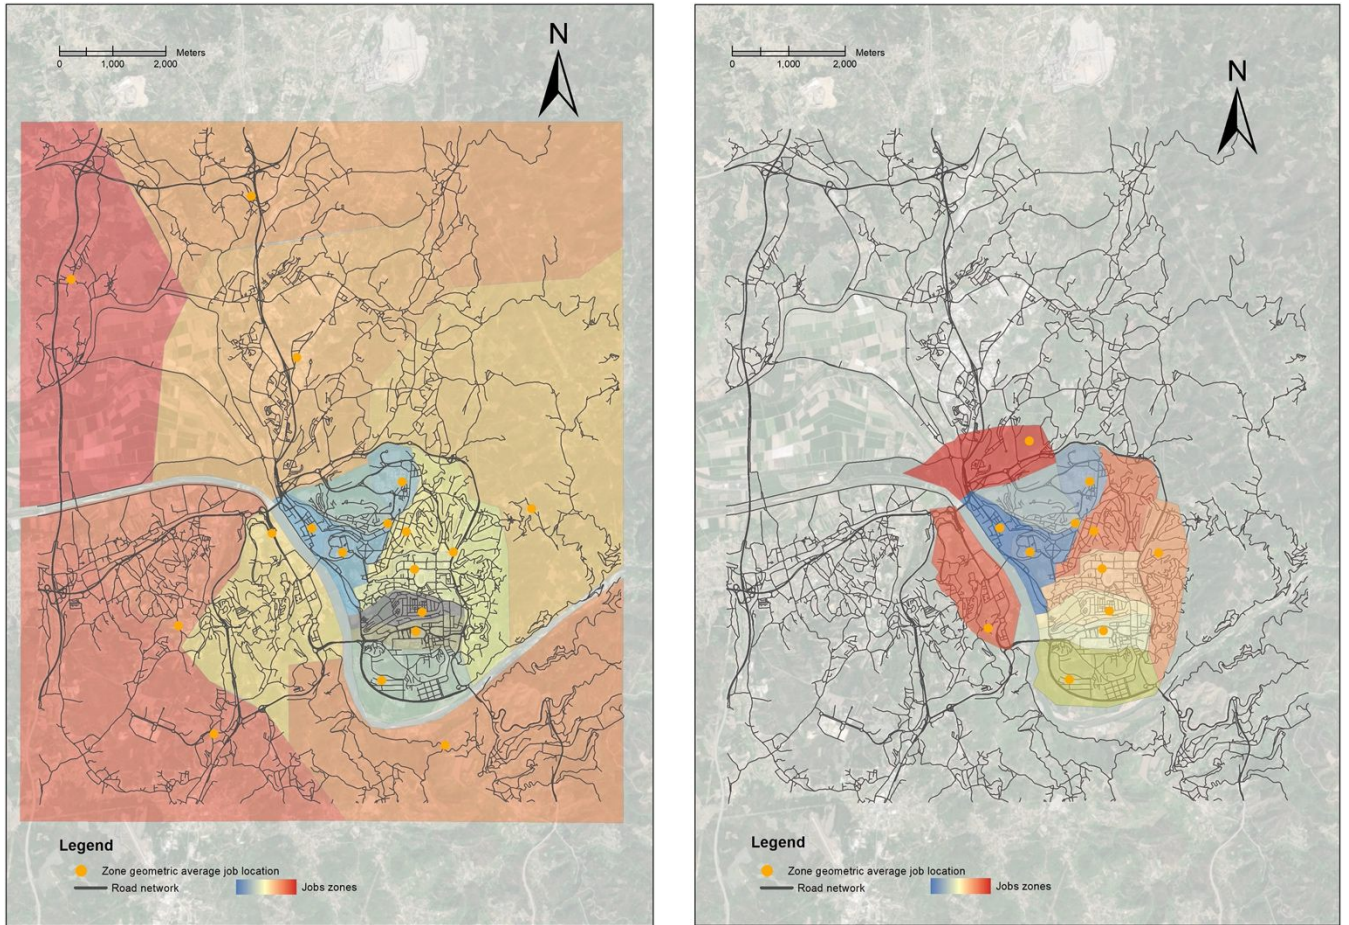 N
Meters
0 1,000 2,000
Legend
Zone geometric average job location
Road network
Jobs zones
N
Meters
0 1,000 2,000
Legend
Zone geometric average job location
Road network
Jobs zones